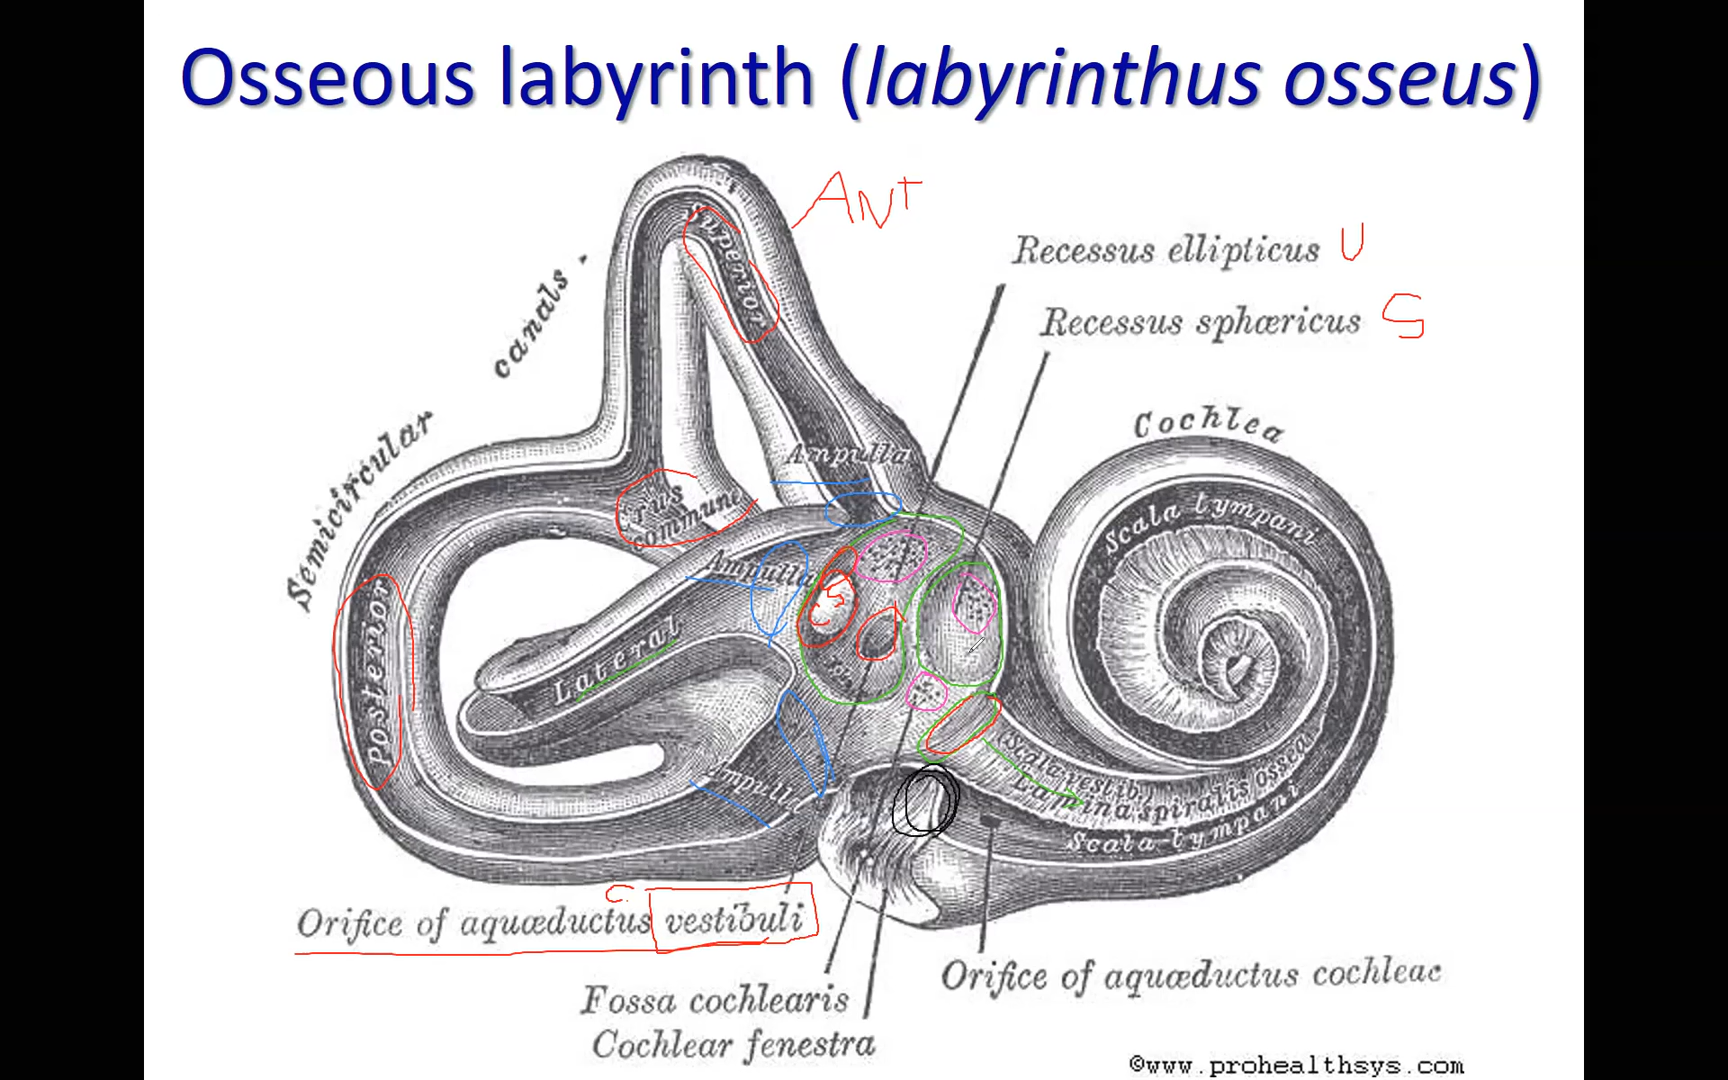 Osseous labyrinth (labyrinthus osseus)
ANT
Superior
canals
Semicircular
Recessus ellipticus U
Recessus sphæricus S
Cochlea
Ampulla
Scala tympani
rus
commune
Ampulla
Posterior
Lateral
(Scala vestib.)
Lamina spiralis ossea
Scala tympani
Ampulla
Orifice of aquæductus vestibuli
Orifice of aquæductus cochleae
Fossa cochlearis
Cochlear fenestra
©www.prohealthsys.com